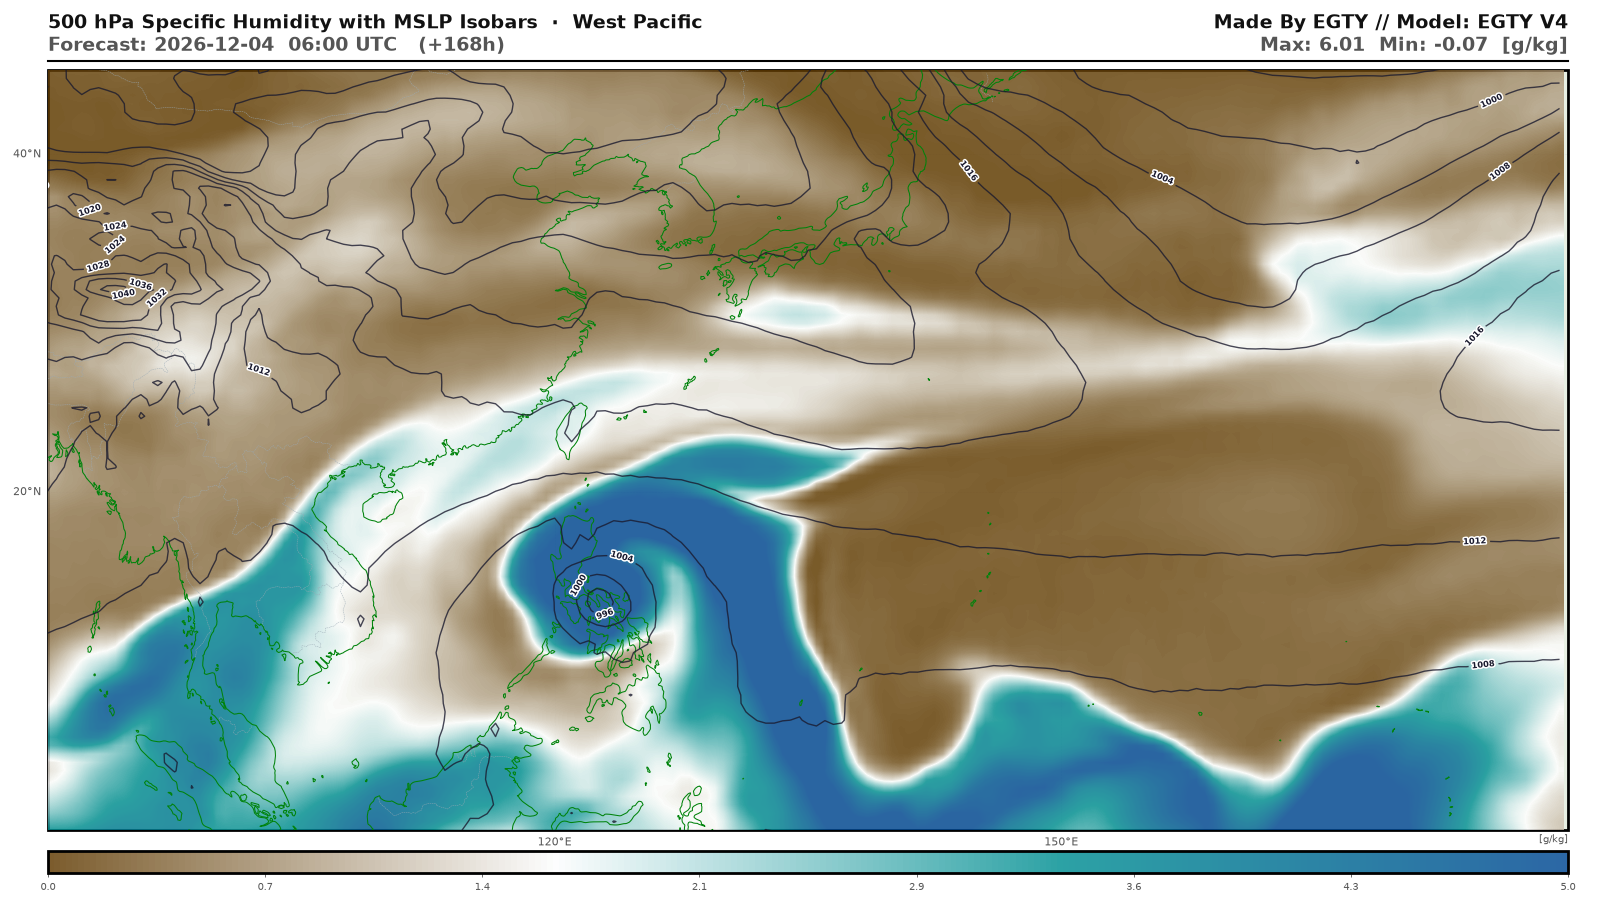 500 hPa Specific Humidity with MSLP Isobars · West Pacific
Made By EGTY // Model: EGTY V4
Forecast: 2026-12-04 06:00 UTC (+168h)
Max: 6.01 Min: -0.07 [g/kg]
1000
40°N
1016
1004
1008
1020
1024
1024
1028
1036
1040
1032
1016
1012
20°N
1012
1004
1000
996
1008
120°E
150°E
[g/kg]
0.0
0.7
1.4
2.1
2.9
3.6
4.3
5.0